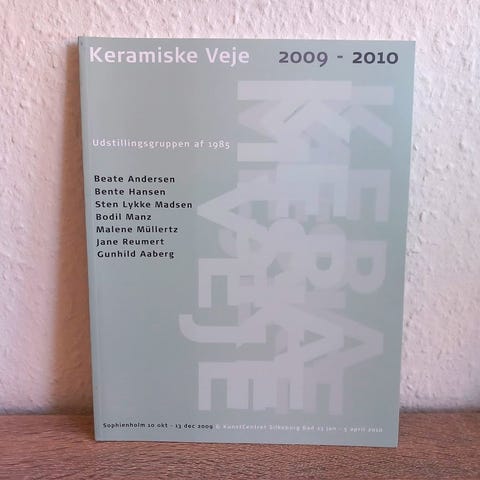 Keramiske Veje 2009 - 2010
Udstillingsgruppen af 1985
Beate Andersen
Bente Hansen
Sten Lykke Madsen
Bodil Manz
Malene Müllertz
Jane Reumert
Gunhild Aaberg
KERAMISKE
VEJE
Sophienholm 10 okt - 13 dec 2009 & KunstCentret Silkeborg Bad 23 jan - 5 april 2010